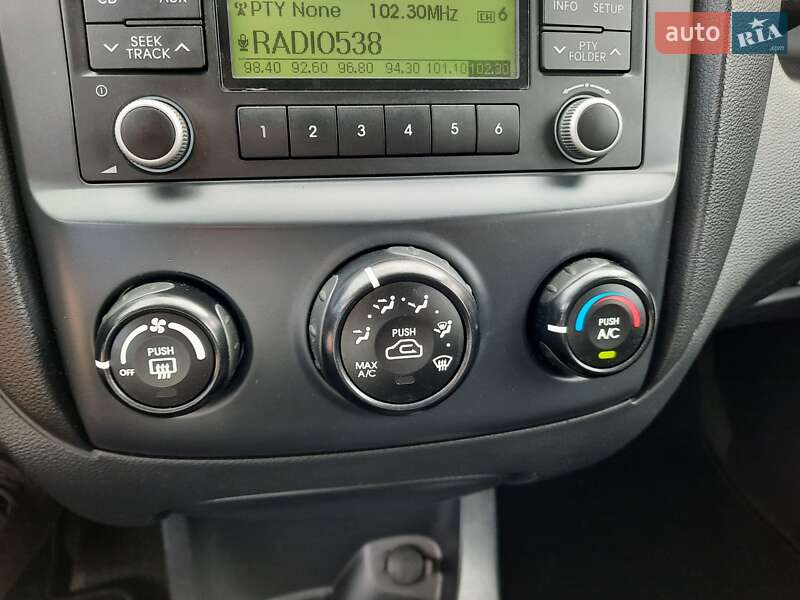 CD AUX
PTY None 102.30MHz CH 6
RADIO538
98.40 92.60 96.80 94.30 101.10 102.30
SEEK
TRACK
INFO SETUP
PTY
FOLDER
auto RIA
1 2 3 4 5 6
PUSH
OFF
PUSH
MAX
A/C
PUSH
A/C